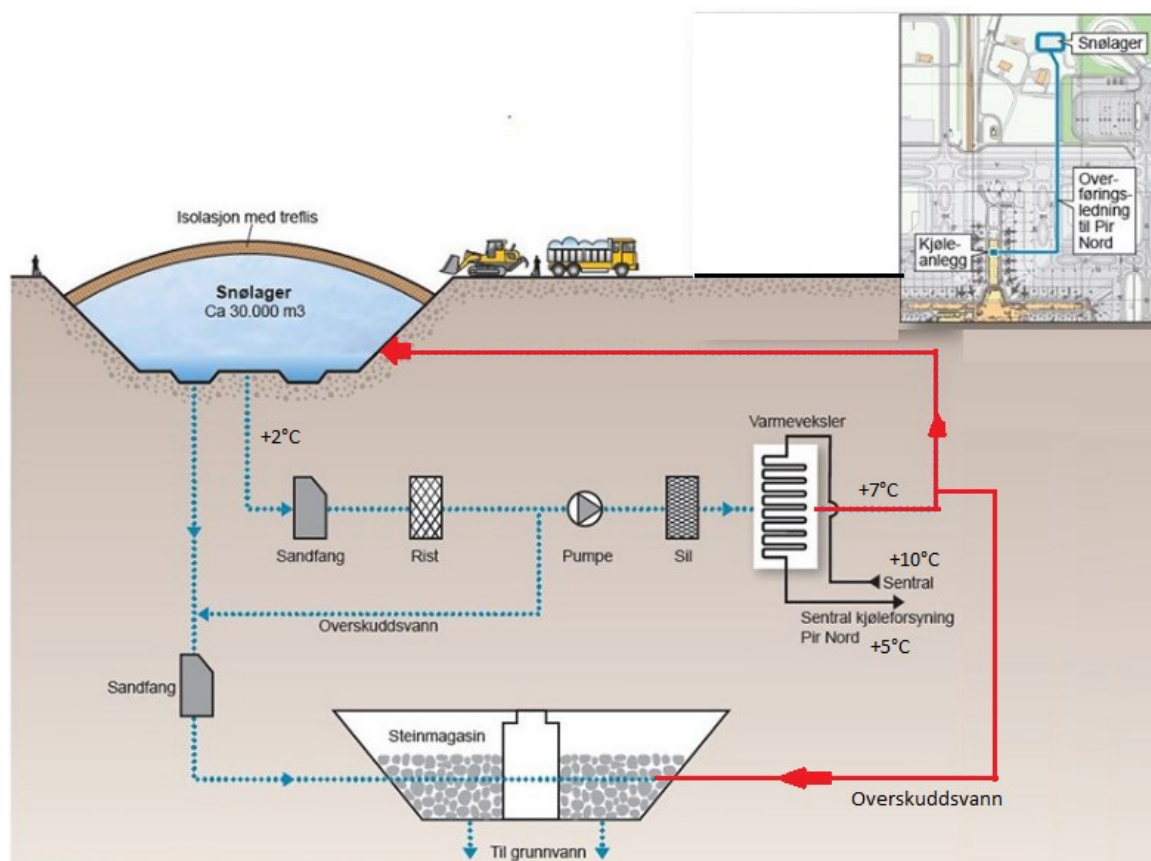 Snølager
Over-
førings-
ledning
til Pir
Nord
Kjøle-
anlegg
Isolasjon med treflis
Snølager
Ca 30.000 m3
+2°C
Varmeveksler
+7°C
Sandfang
Rist
Pumpe
Sil
+10°C
Sentral
Sentral kjøleforsyning
Pir Nord
+5°C
Overskuddsvann
Sandfang
Steinmagasin
Overskuddsvann
Til grunnvann